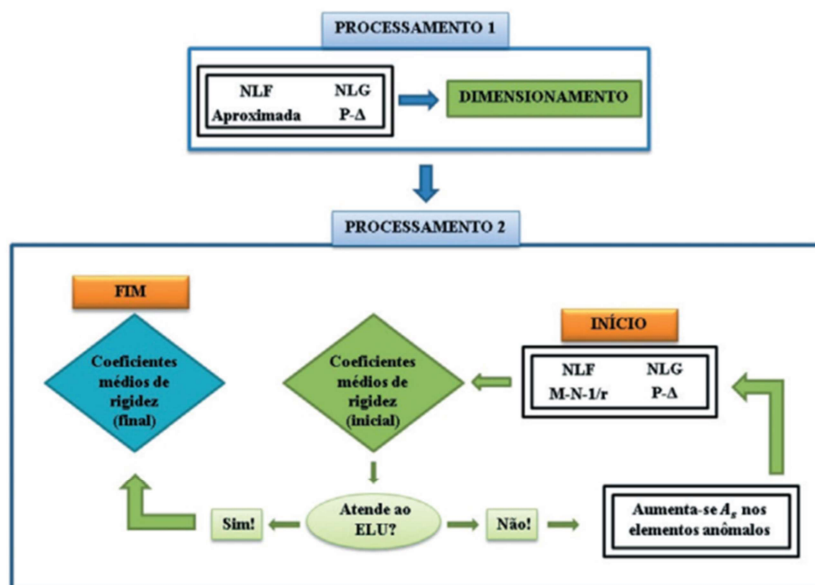 PROCESSAMENTO 1
NLF NLG
Aproximada P-Δ
DIMENSIONAMENTO
PROCESSAMENTO 2
FIM
Coeficientes
médios de
rigidez
(final)
Coeficientes
médios de
rigidez
(inicial)
INÍCIO
NLF NLG
M-N-1/r P-Δ
Sim!
Atende ao
ELU?
Não!
Aumenta-se Aₛ nos
elementos anômalos